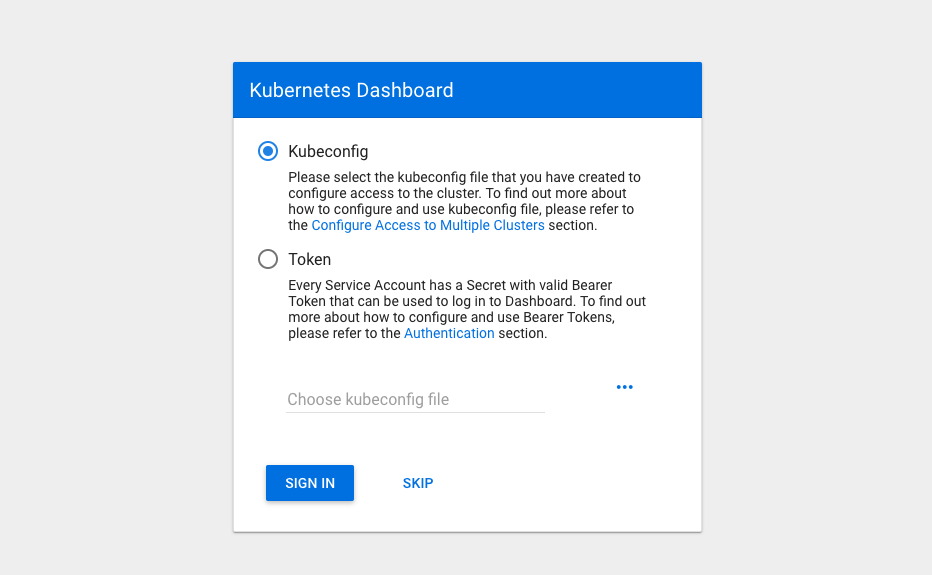 Kubernetes Dashboard
Kubeconfig
Please select the kubeconfig file that you have created to
configure access to the cluster. To find out more about
how to configure and use kubeconfig file, please refer to
the Configure Access to Multiple Clusters section.
Token
Every Service Account has a Secret with valid Bearer
Token that can be used to log in to Dashboard. To find out
more about how to configure and use Bearer Tokens,
please refer to the Authentication section.
Choose kubeconfig file
SIGN IN SKIP